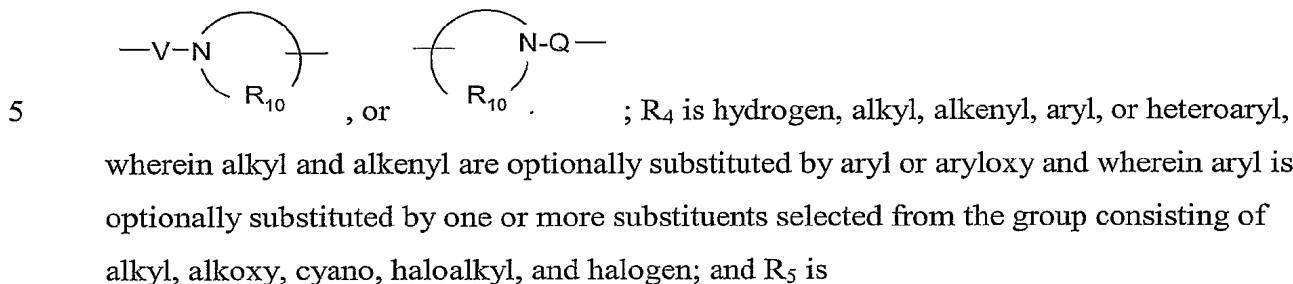 —V—N N-Q—
R10 R10
5 , or . ; R4 is hydrogen, alkyl, alkenyl, aryl, or heteroaryl,
wherein alkyl and alkenyl are optionally substituted by aryl or aryloxy and wherein aryl is
optionally substituted by one or more substituents selected from the group consisting of
alkyl, alkoxy, cyano, haloalkyl, and halogen; and R5 is